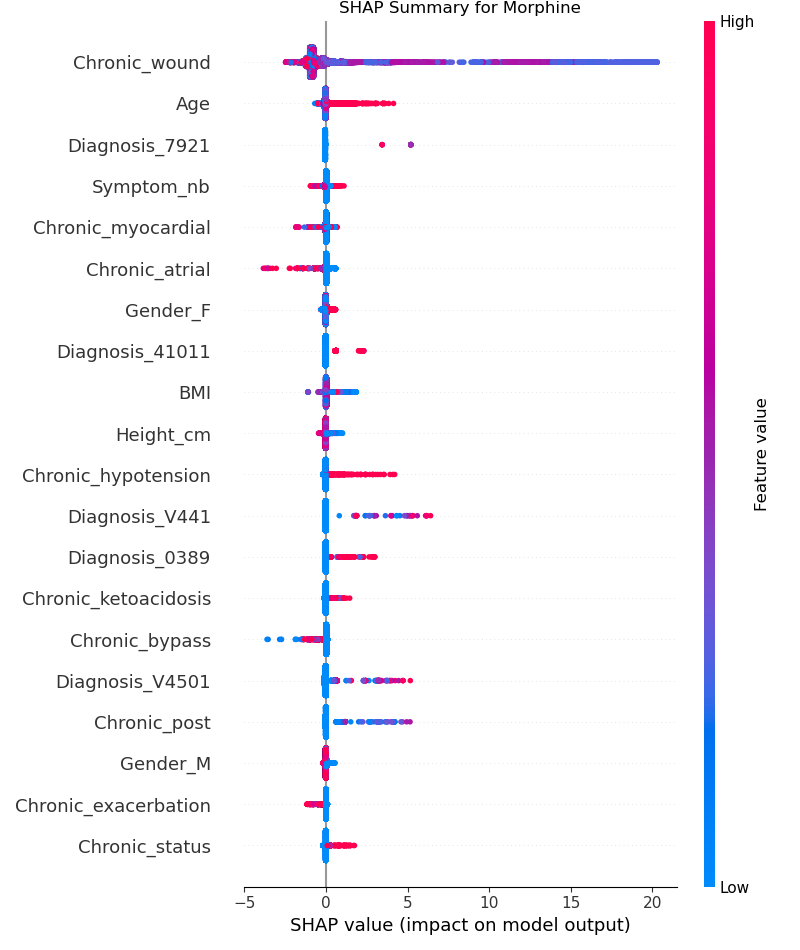 SHAP Summary for Morphine
High
Chronic_wound
Age
Diagnosis_7921
Symptom_nb
Chronic_myocardial
Chronic_atrial
Gender_F
Diagnosis_41011
BMI
Height_cm
Chronic_hypotension
Diagnosis_V441
Diagnosis_0389
Chronic_ketoacidosis
Chronic_bypass
Diagnosis_V4501
Chronic_post
Gender_M
Chronic_exacerbation
Chronic_status
Feature value
Low
−5 0 5 10 15 20
SHAP value (impact on model output)